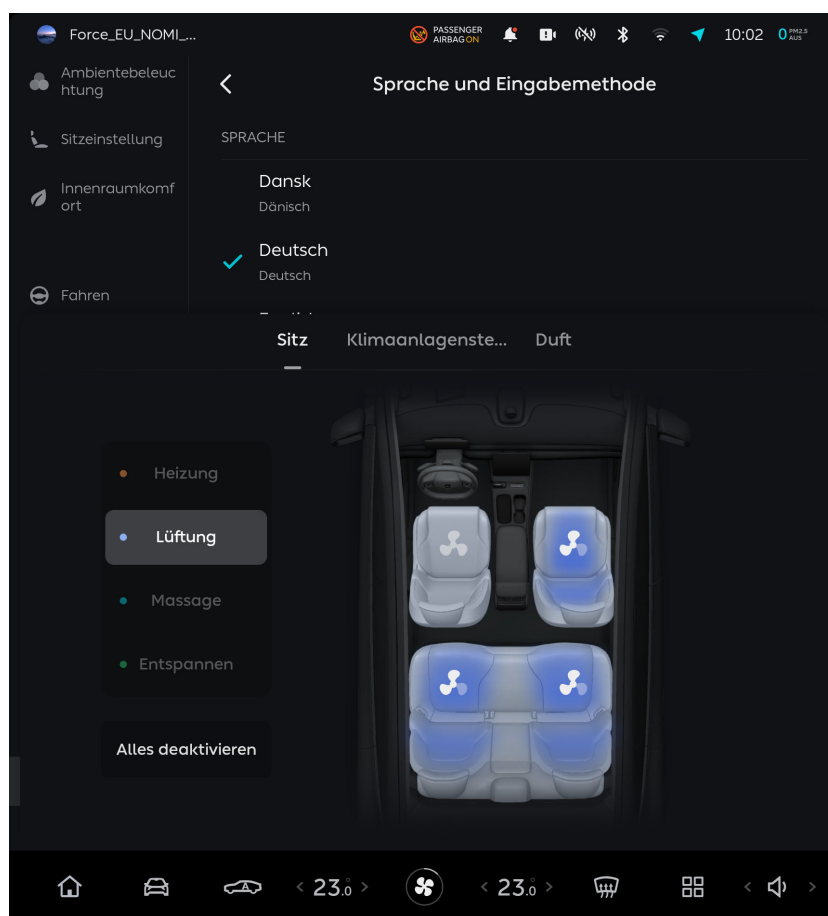 Force_EU_NOMI_...
PASSENGER
AIRBAG ON
10:02
0 PM2.5
AUS
Ambientebeleuc
htung
Sitzeinstellung
Innenraumkomf
ort
Fahren
Sprache und Eingabemethode
SPRACHE
Dansk
Dänisch
Deutsch
Deutsch
Sitz
Klimaanlagenste...
Duft
Heizung
Lüftung
Massage
Entspannen
Alles deaktivieren
A
< 23.0 >
< 23.0 >